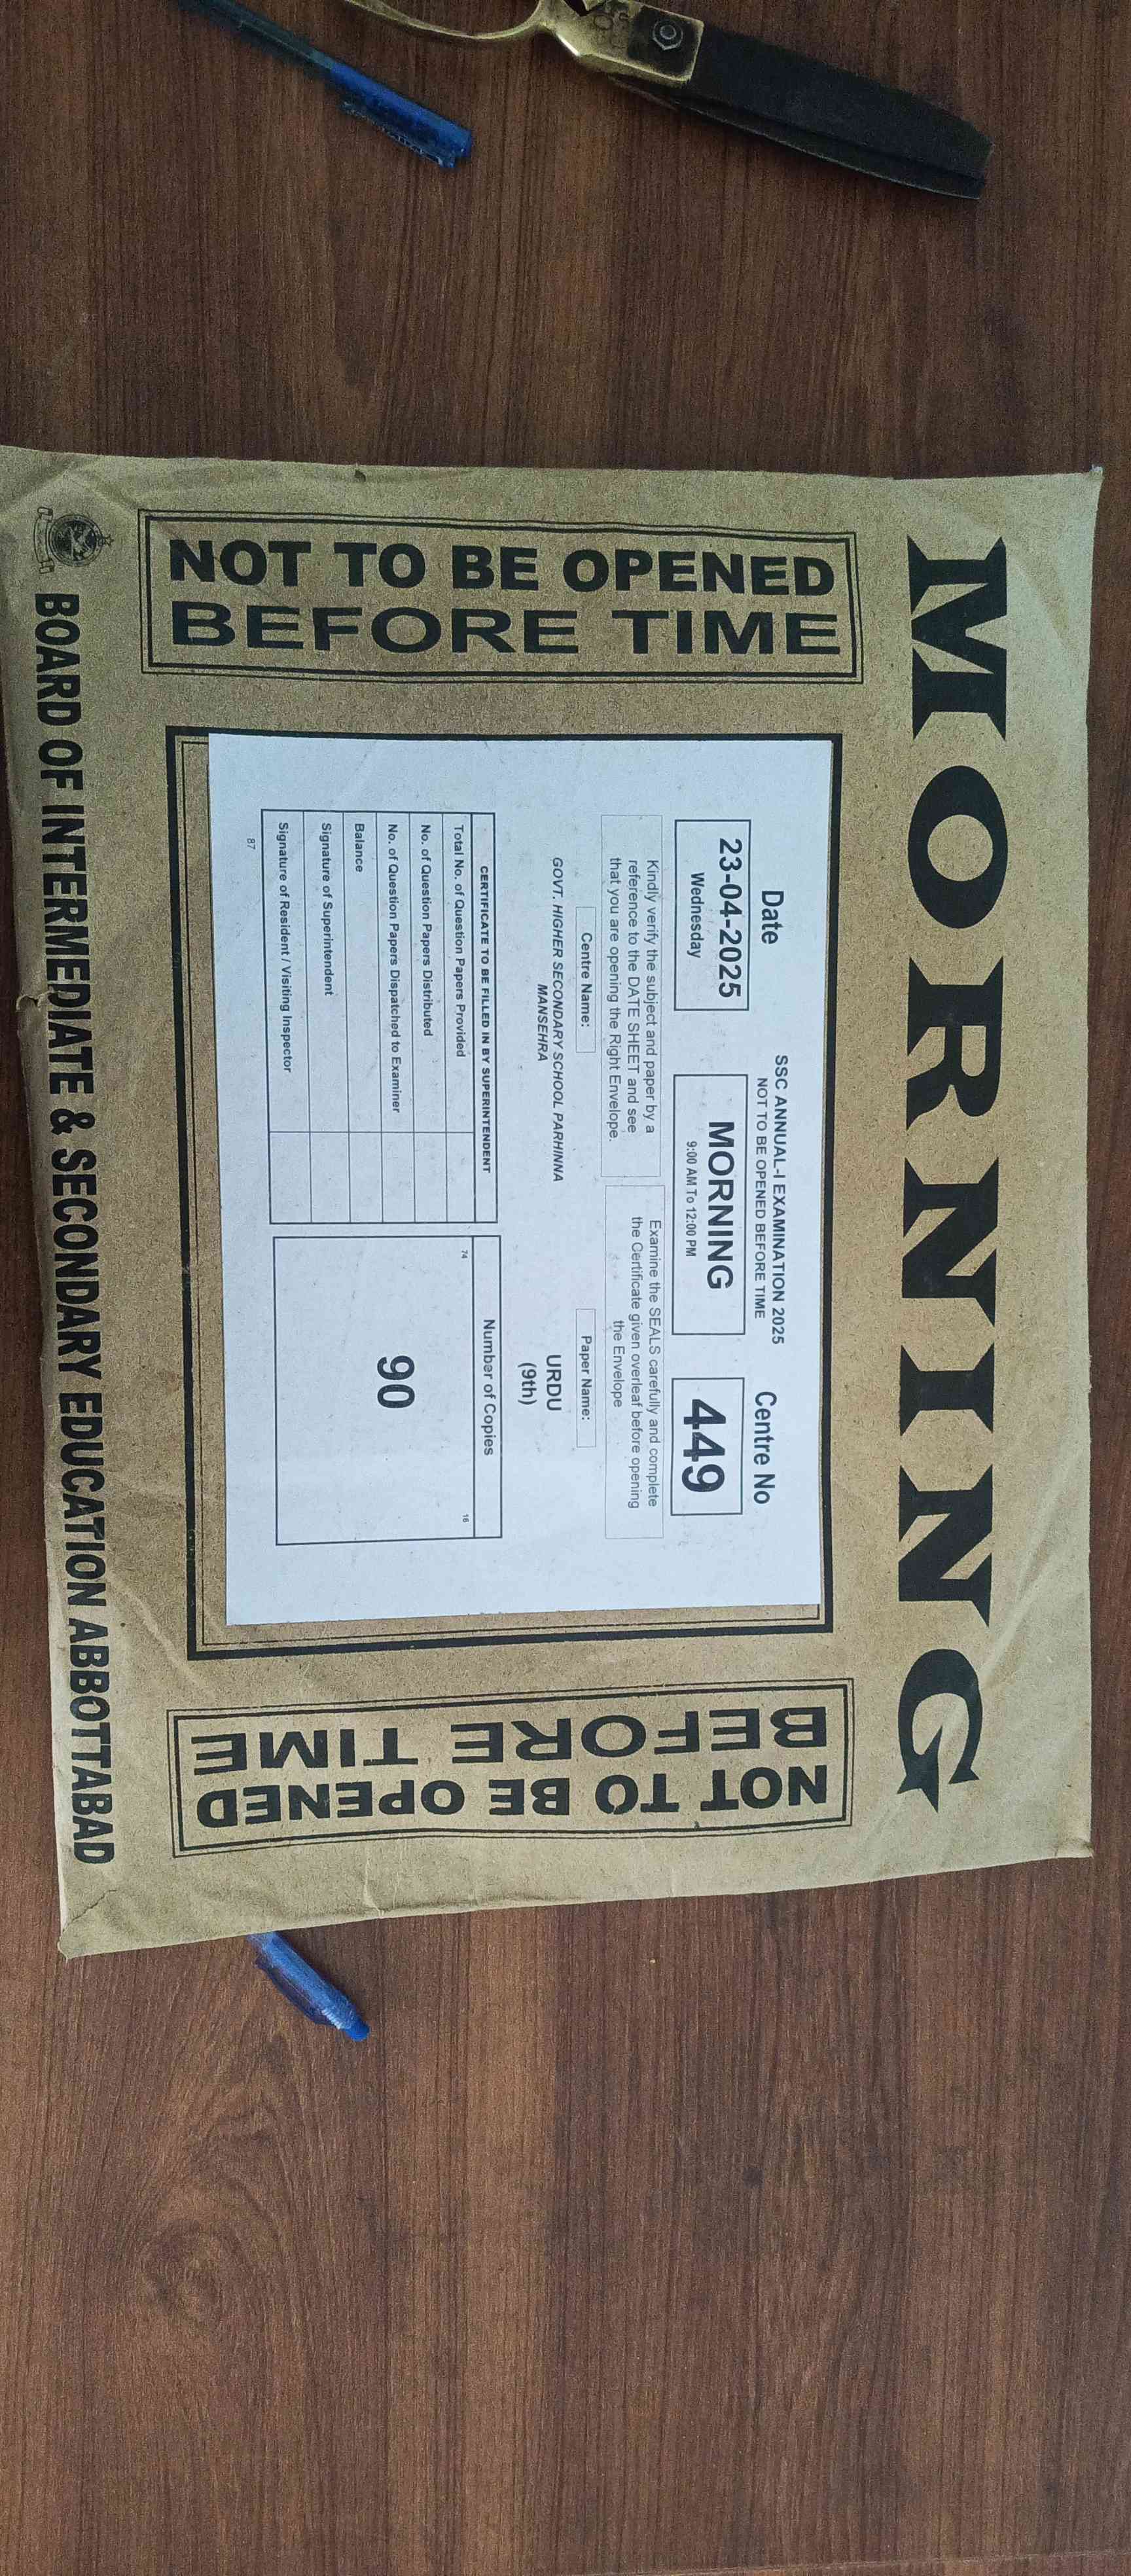 MORNING
NOT TO BE OPENED
BEFORE TIME
SSC ANNUAL-I EXAMINATION 2025
NOT TO BE OPENED BEFORE TIME
Date
Centre No
23-04-2025
Wednesday
MORNING
9:00 AM To 12:00 PM
449
Kindly verify the subject and paper by a
reference to the DATE SHEET and see
that you are opening the Right Envelope.
Examine the SEALS carefully and complete
the Certificate given overleaf before opening
the Envelope
Centre Name:
Paper Name:
GOVT. HIGHER SECONDARY SCHOOL PARHINNA
MANSEHRA
URDU
(9th)
CERTIFICATE TO BE FILLED IN BY SUPERINTENDENT
Total No. of Question Papers Provided
No. of Question Papers Distributed
No. of Question Papers Dispatched to Examiner
Balance
Signature of Superintendent
Signature of Resident / Visiting Inspector
Number of Copies
74
16
90
87
NOT TO BE OPENED
BEFORE TIME
BOARD OF INTERMEDIATE & SECONDARY EDUCATION ABBOTTABAD